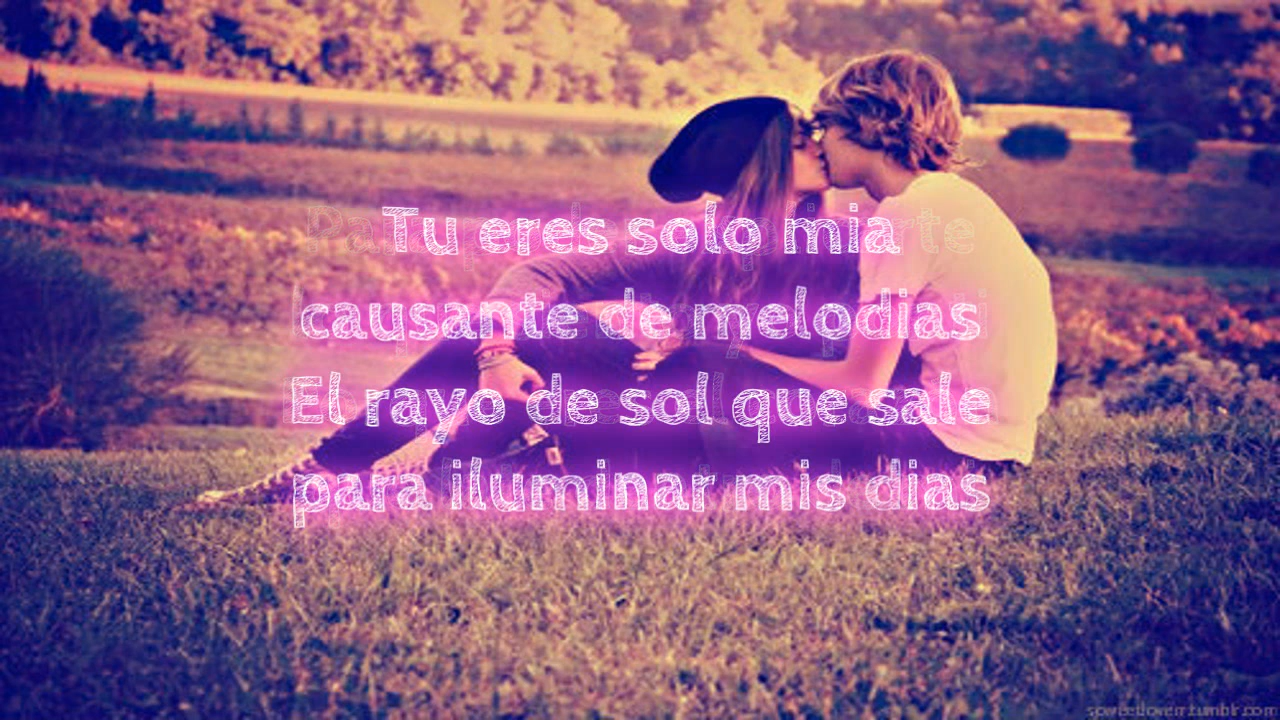 Tu eres solo mia
causante de melodias
El rayo de sol que sale
para iluminar mis dias